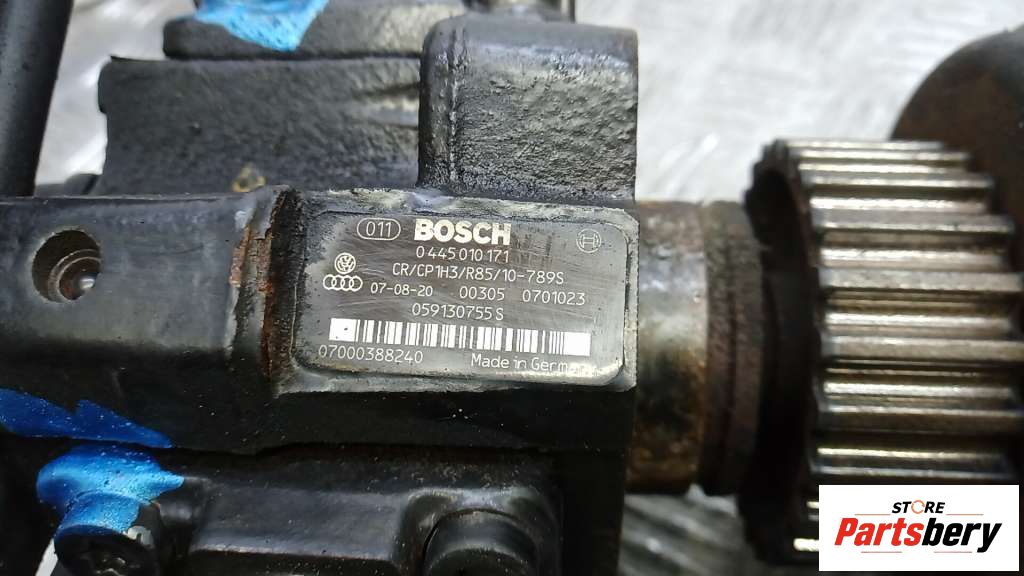 011 BOSCH
0 445 010 171
CR/CP1H3/R85/10-789S
07-08-20 00305 0701023
059130755S
07000388240 Made in Germ
STORE
Partsbery